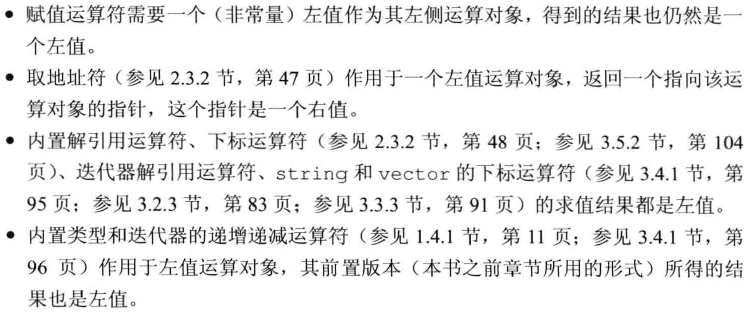 • 赋值运算符需要一个（非常量）左值作为其左侧运算对象，得到的结果也仍然是一
个左值。
• 取地址符（参见 2.3.2 节，第 47 页）作用于一个左值运算对象，返回一个指向该运
算对象的指针，这个指针是一个右值。
• 内置解引用运算符、下标运算符（参见 2.3.2 节，第 48 页；参见 3.5.2 节，第 104
页）、迭代器解引用运算符、string 和 vector 的下标运算符（参见 3.4.1 节，第
95 页；参见 3.2.3 节，第 83 页；参见 3.3.3 节，第 91 页）的求值结果都是左值。
• 内置类型和迭代器的递增递减运算符（参见 1.4.1 节，第 11 页；参见 3.4.1 节，第
96 页）作用于左值运算对象，其前置版本（本书之前章节所用的形式）所得的结
果也是左值。